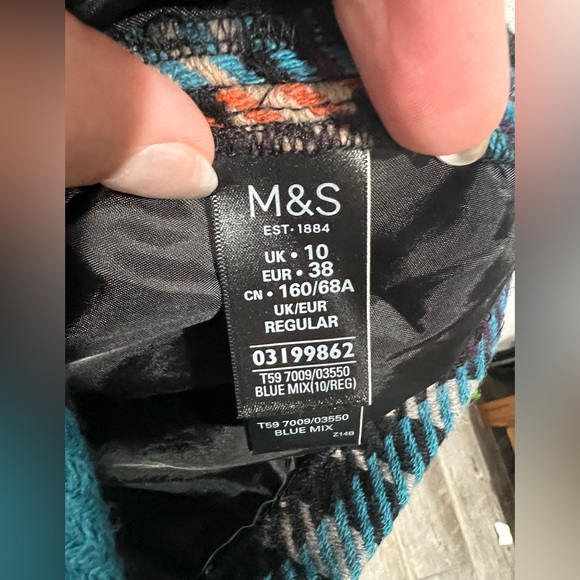 M&S
EST·1884
UK • 10
EUR • 38
CN • 160/68A
UK/EUR
REGULAR
03199862
T59 7009/03550
BLUE MIX(10/REG)
T59 7009/03550
BLUE MIX
Z14B